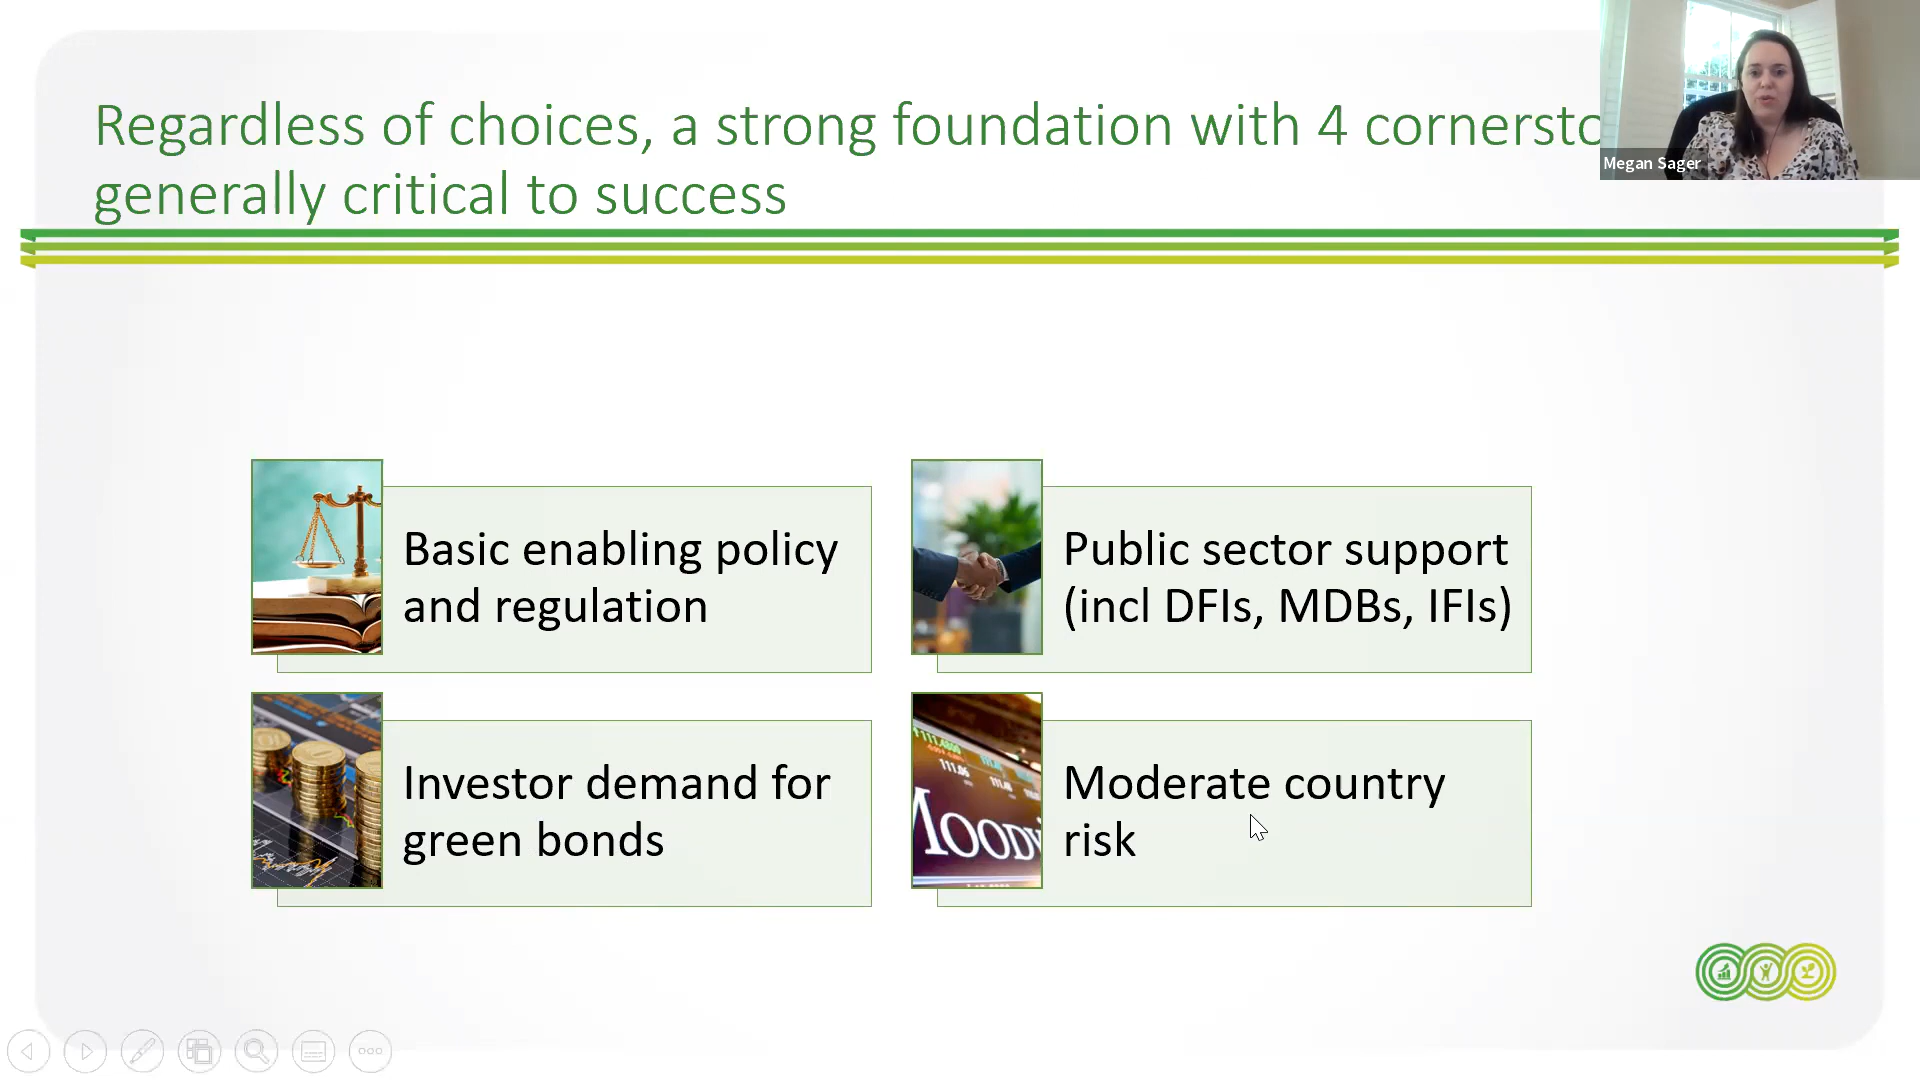 Regardless of choices, a strong foundation with 4
generally critical to success
Megan Sager
Basic enabling policy
and regulation
Public sector support
(incl DFIs, MDBs, IFIs)
Investor demand for
green bonds
Moderate country
risk